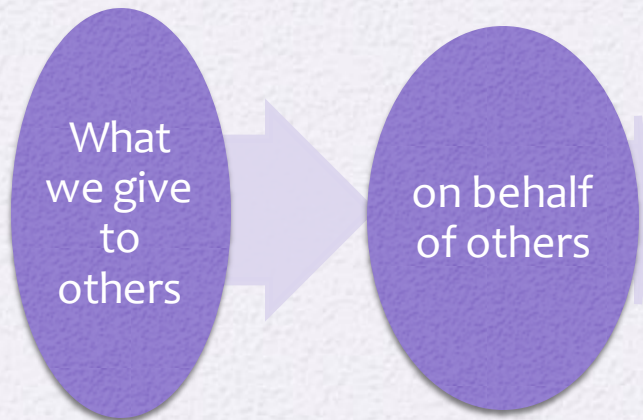 What
we give
to
others
on behalf
of others